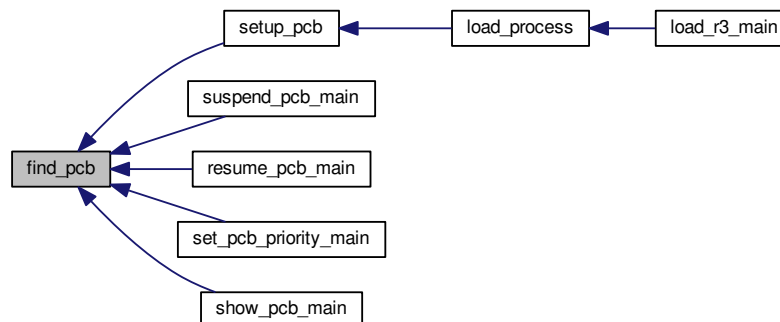 setup_pcb
load_process
load_r3_main
suspend_pcb_main
find_pcb
resume_pcb_main
set_pcb_priority_main
show_pcb_main